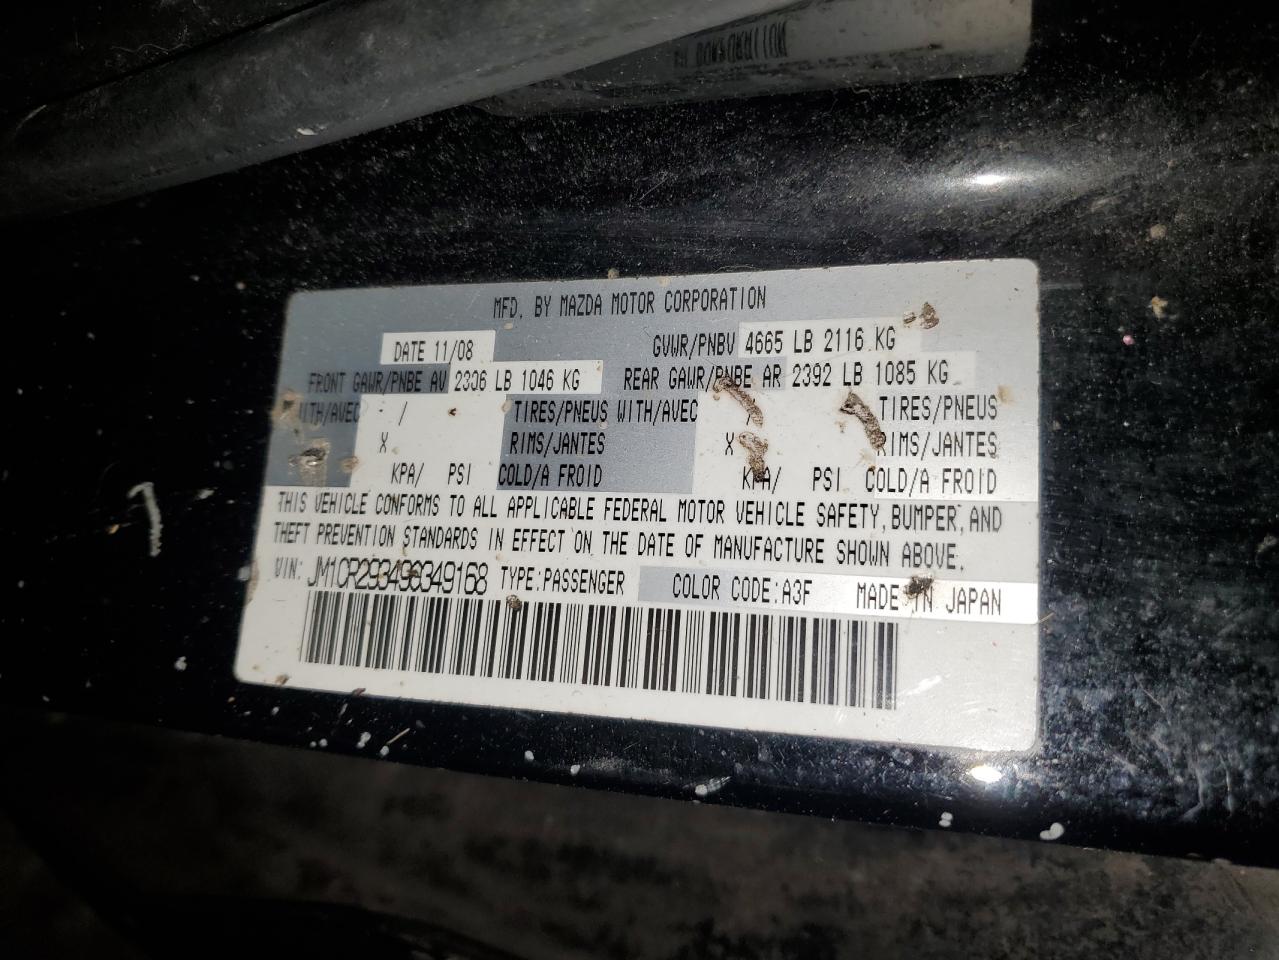 MFD. BY MAZDA MOTOR CORPORATION
DATE 11/08 GVWR/PNBV 4665 LB 2116 KG
FRONT GAWR/PNBE AV 2306 LB 1046 KG REAR GAWR/PNBE AR 2392 LB 1085 KG
WITH/AVEC - / TIRES/PNEUS WITH/AVEC / TIRES/PNEUS
X RIMS/JANTES X RIMS/JANTES
KPA/ PSI COLD/A FROID KPA/ PSI COLD/A FROID
THIS VEHICLE CONFORMS TO ALL APPLICABLE FEDERAL MOTOR VEHICLE SAFETY, BUMPER, AND
THEFT PREVENTION STANDARDS IN EFFECT ON THE DATE OF MANUFACTURE SHOWN ABOVE.
VIN: JM1CR293490349168 TYPE:PASSENGER COLOR CODE:A3F MADE IN JAPAN